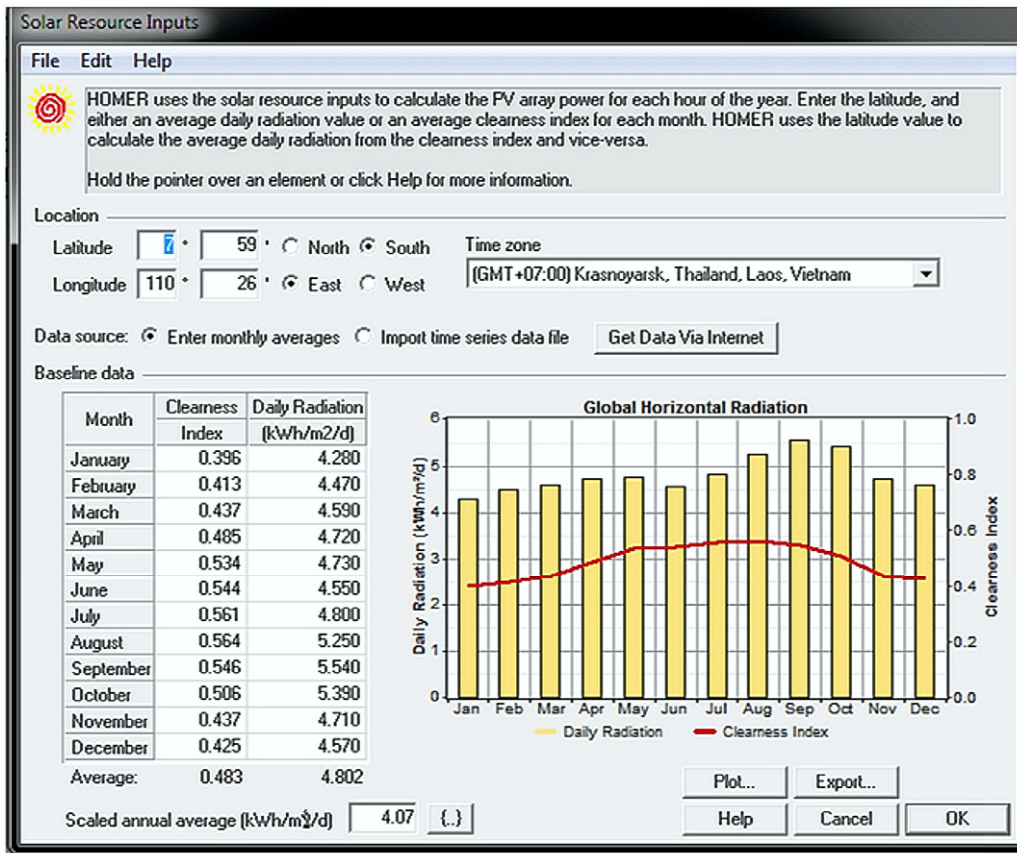 Solar Resource Inputs
File Edit Help
HOMER uses the solar resource inputs to calculate the PV array power for each hour of the year. Enter the latitude, and
either an average daily radiation value or an average clearness index for each month. HOMER uses the latitude value to
calculate the average daily radiation from the clearness index and vice-versa.
Hold the pointer over an element or click Help for more information.
Location
Latitude 7 ° 59 ' North South Time zone
Longitude 110 ° 26 ' East West (GMT+07:00) Krasnoyarsk, Thailand, Laos, Vietnam
Data source: Enter monthly averages Import time series data file Get Data Via Internet
Baseline data
Month Clearness Index Daily Radiation (kWh/m2/d)
January 0.396 4.280
February 0.413 4.470
March 0.437 4.590
April 0.485 4.720
May 0.534 4.730
June 0.544 4.550
July 0.561 4.800
August 0.564 5.250
September 0.546 5.540
October 0.506 5.390
November 0.437 4.710
December 0.425 4.570
Average: 0.483 4.802
Scaled annual average (kWh/m2/d) 4.07 {..}
Global Horizontal Radiation
Daily Radiation (kWh/m²/d)
6
5
4
3
2
1
0
1.0
0.8
0.6
0.4
0.2
0.0
Clearness Index
Jan Feb Mar Apr May Jun Jul Aug Sep Oct Nov Dec
Daily Radiation Clearness Index
Plot... Export...
Help Cancel OK